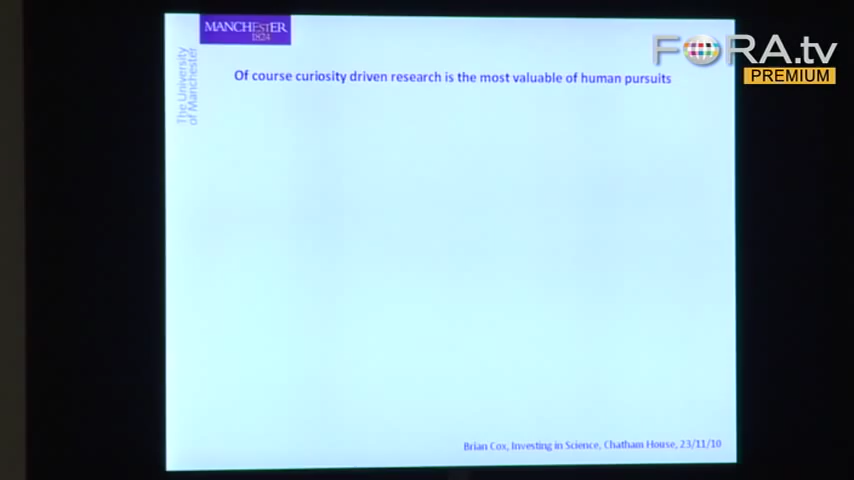 MANCHESTER
1824
The University
of Manchester
FORA.tv
PREMIUM
Of course curiosity driven research is the most valuable of human pursuits
Brian Cox, Investing in Science, Chatham House, 23/11/10